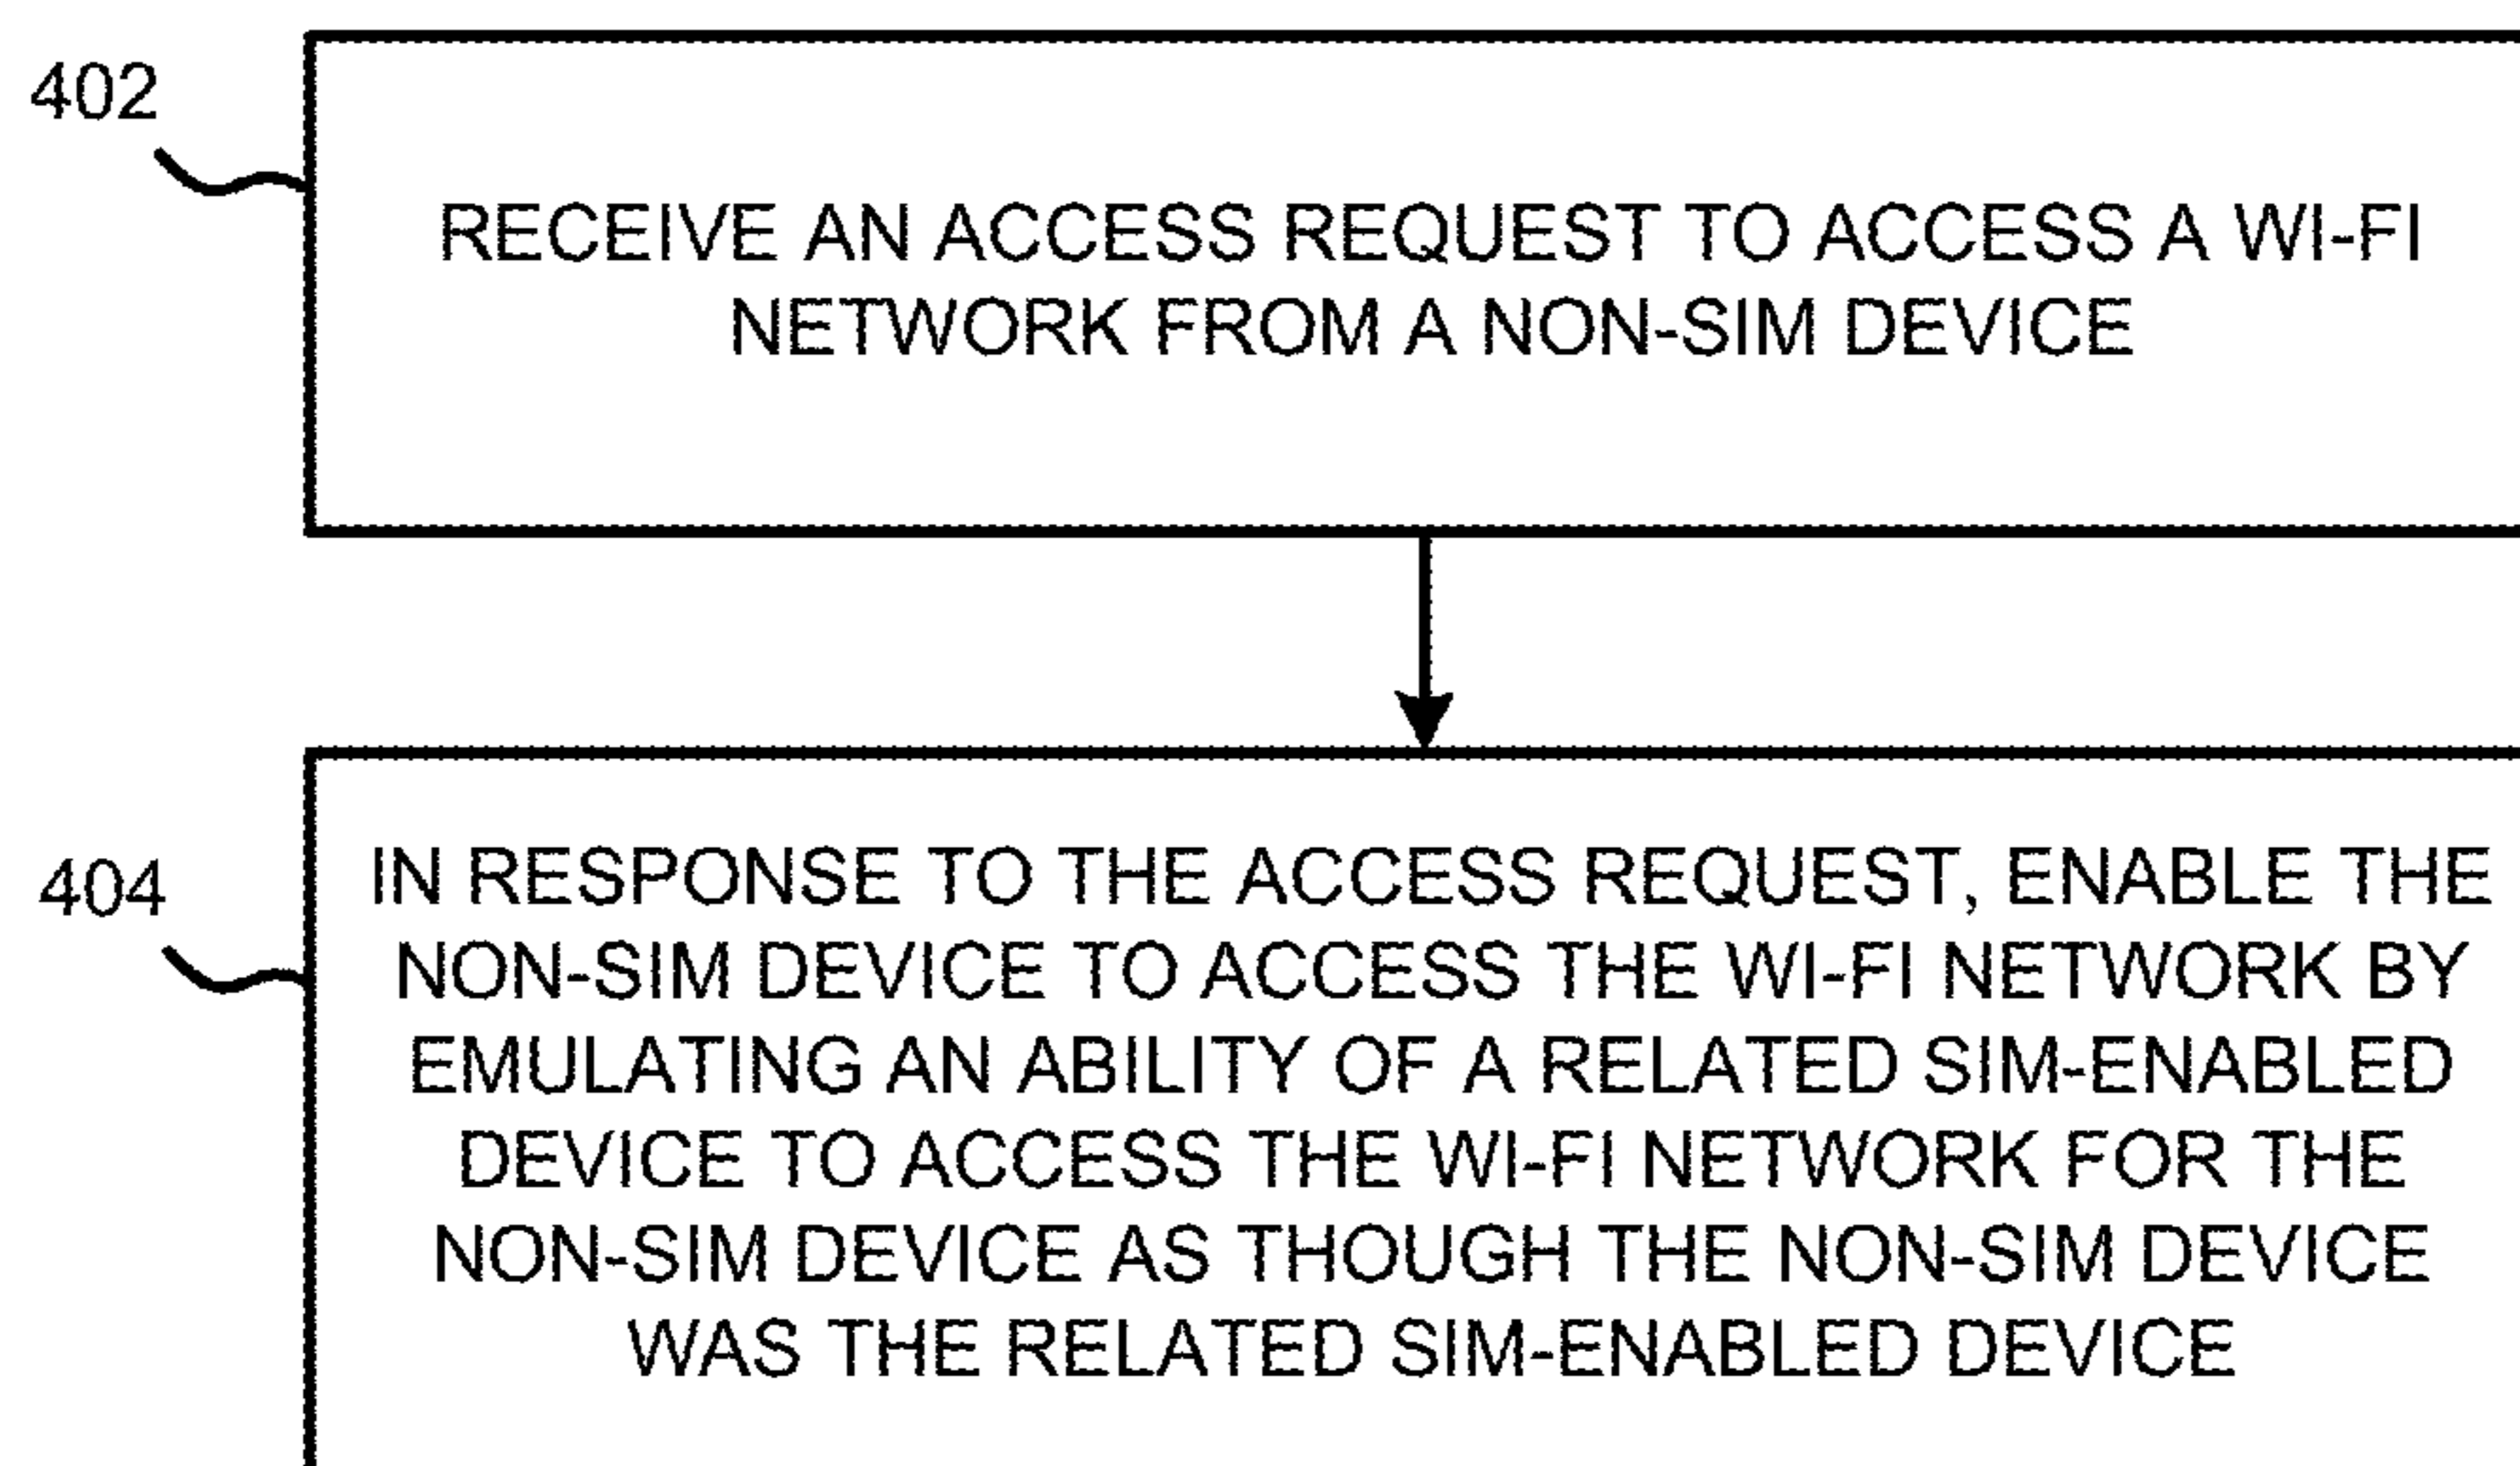 402
RECEIVE AN ACCESS REQUEST TO ACCESS A WI-FI
NETWORK FROM A NON-SIM DEVICE
404
IN RESPONSE TO THE ACCESS REQUEST, ENABLE THE
NON-SIM DEVICE TO ACCESS THE WI-FI NETWORK BY
EMULATING AN ABILITY OF A RELATED SIM-ENABLED
DEVICE TO ACCESS THE WI-FI NETWORK FOR THE
NON-SIM DEVICE AS THOUGH THE NON-SIM DEVICE
WAS THE RELATED SIM-ENABLED DEVICE